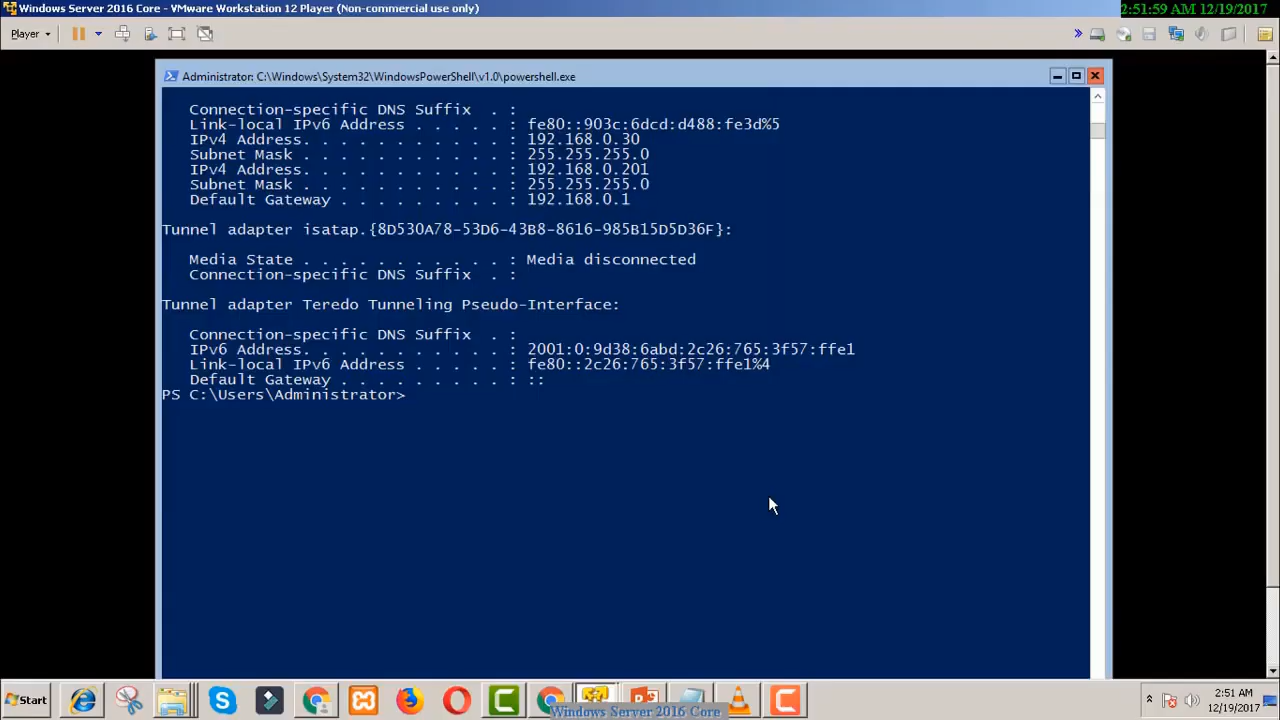 Windows Server 2016 Core - VMware Workstation 12 Player (Non-commercial use only)
2:51:59 AM 12/19/2017
Player
Administrator: C:\Windows\System32\WindowsPowerShell\v1.0\powershell.exe
Connection-specific DNS Suffix . :
Link-local IPv6 Address . . . . . : fe80::903c:6dcd:d488:fe3d%5
IPv4 Address. . . . . . . . . . . : 192.168.0.30
Subnet Mask . . . . . . . . . . . : 255.255.255.0
IPv4 Address. . . . . . . . . . . : 192.168.0.201
Subnet Mask . . . . . . . . . . . : 255.255.255.0
Default Gateway . . . . . . . . . : 192.168.0.1
Tunnel adapter isatap.{8D530A78-53D6-43B8-8616-985B15D5D36F}:
Media State . . . . . . . . . . . : Media disconnected
Connection-specific DNS Suffix . :
Tunnel adapter Teredo Tunneling Pseudo-Interface:
Connection-specific DNS Suffix . :
IPv6 Address. . . . . . . . . . . : 2001:0:9d38:6abd:2c26:765:3f57:ffe1
Link-local IPv6 Address . . . . . : fe80::2c26:765:3f57:ffe1%4
Default Gateway . . . . . . . . . : ::
PS C:\Users\Administrator>
Start
2:51 AM
12/19/2017
Windows Server 2016 Core